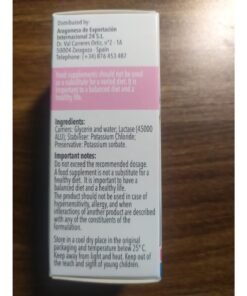 Distributed by:
Aragonesa de Exportación
Internacional 24 S.L.
Dr. Val Carreres Ortiz, nº2 - 1A
50004 Zaragoza Spain
Telephone (+34) 876 453 487
Food supplements should not be used
as a substitute for a varied diet. It is
important to a balanced diet and a
healthy life.
Ingredients:
Carriers: Glycerin and water; Lactase (45000
ALU); Stabiliser: Potassium Chloride;
Preservative: Potassium sorbate.
Important notes:
Do not exceed the recommended dosage.
A food supplement is not a substitute for a
healthy diet. It is important to have a
balanced diet and a healthy life.
The product should not be used in case of
hypersensitivity, allergy, and when
interactions of another product are described
with any of the constituents of the
formulation.
Store in a cool dry place in the original
packaging and temperature below 25°C.
Keep away from light and heat. Keep out of
the reach and sight of young children.